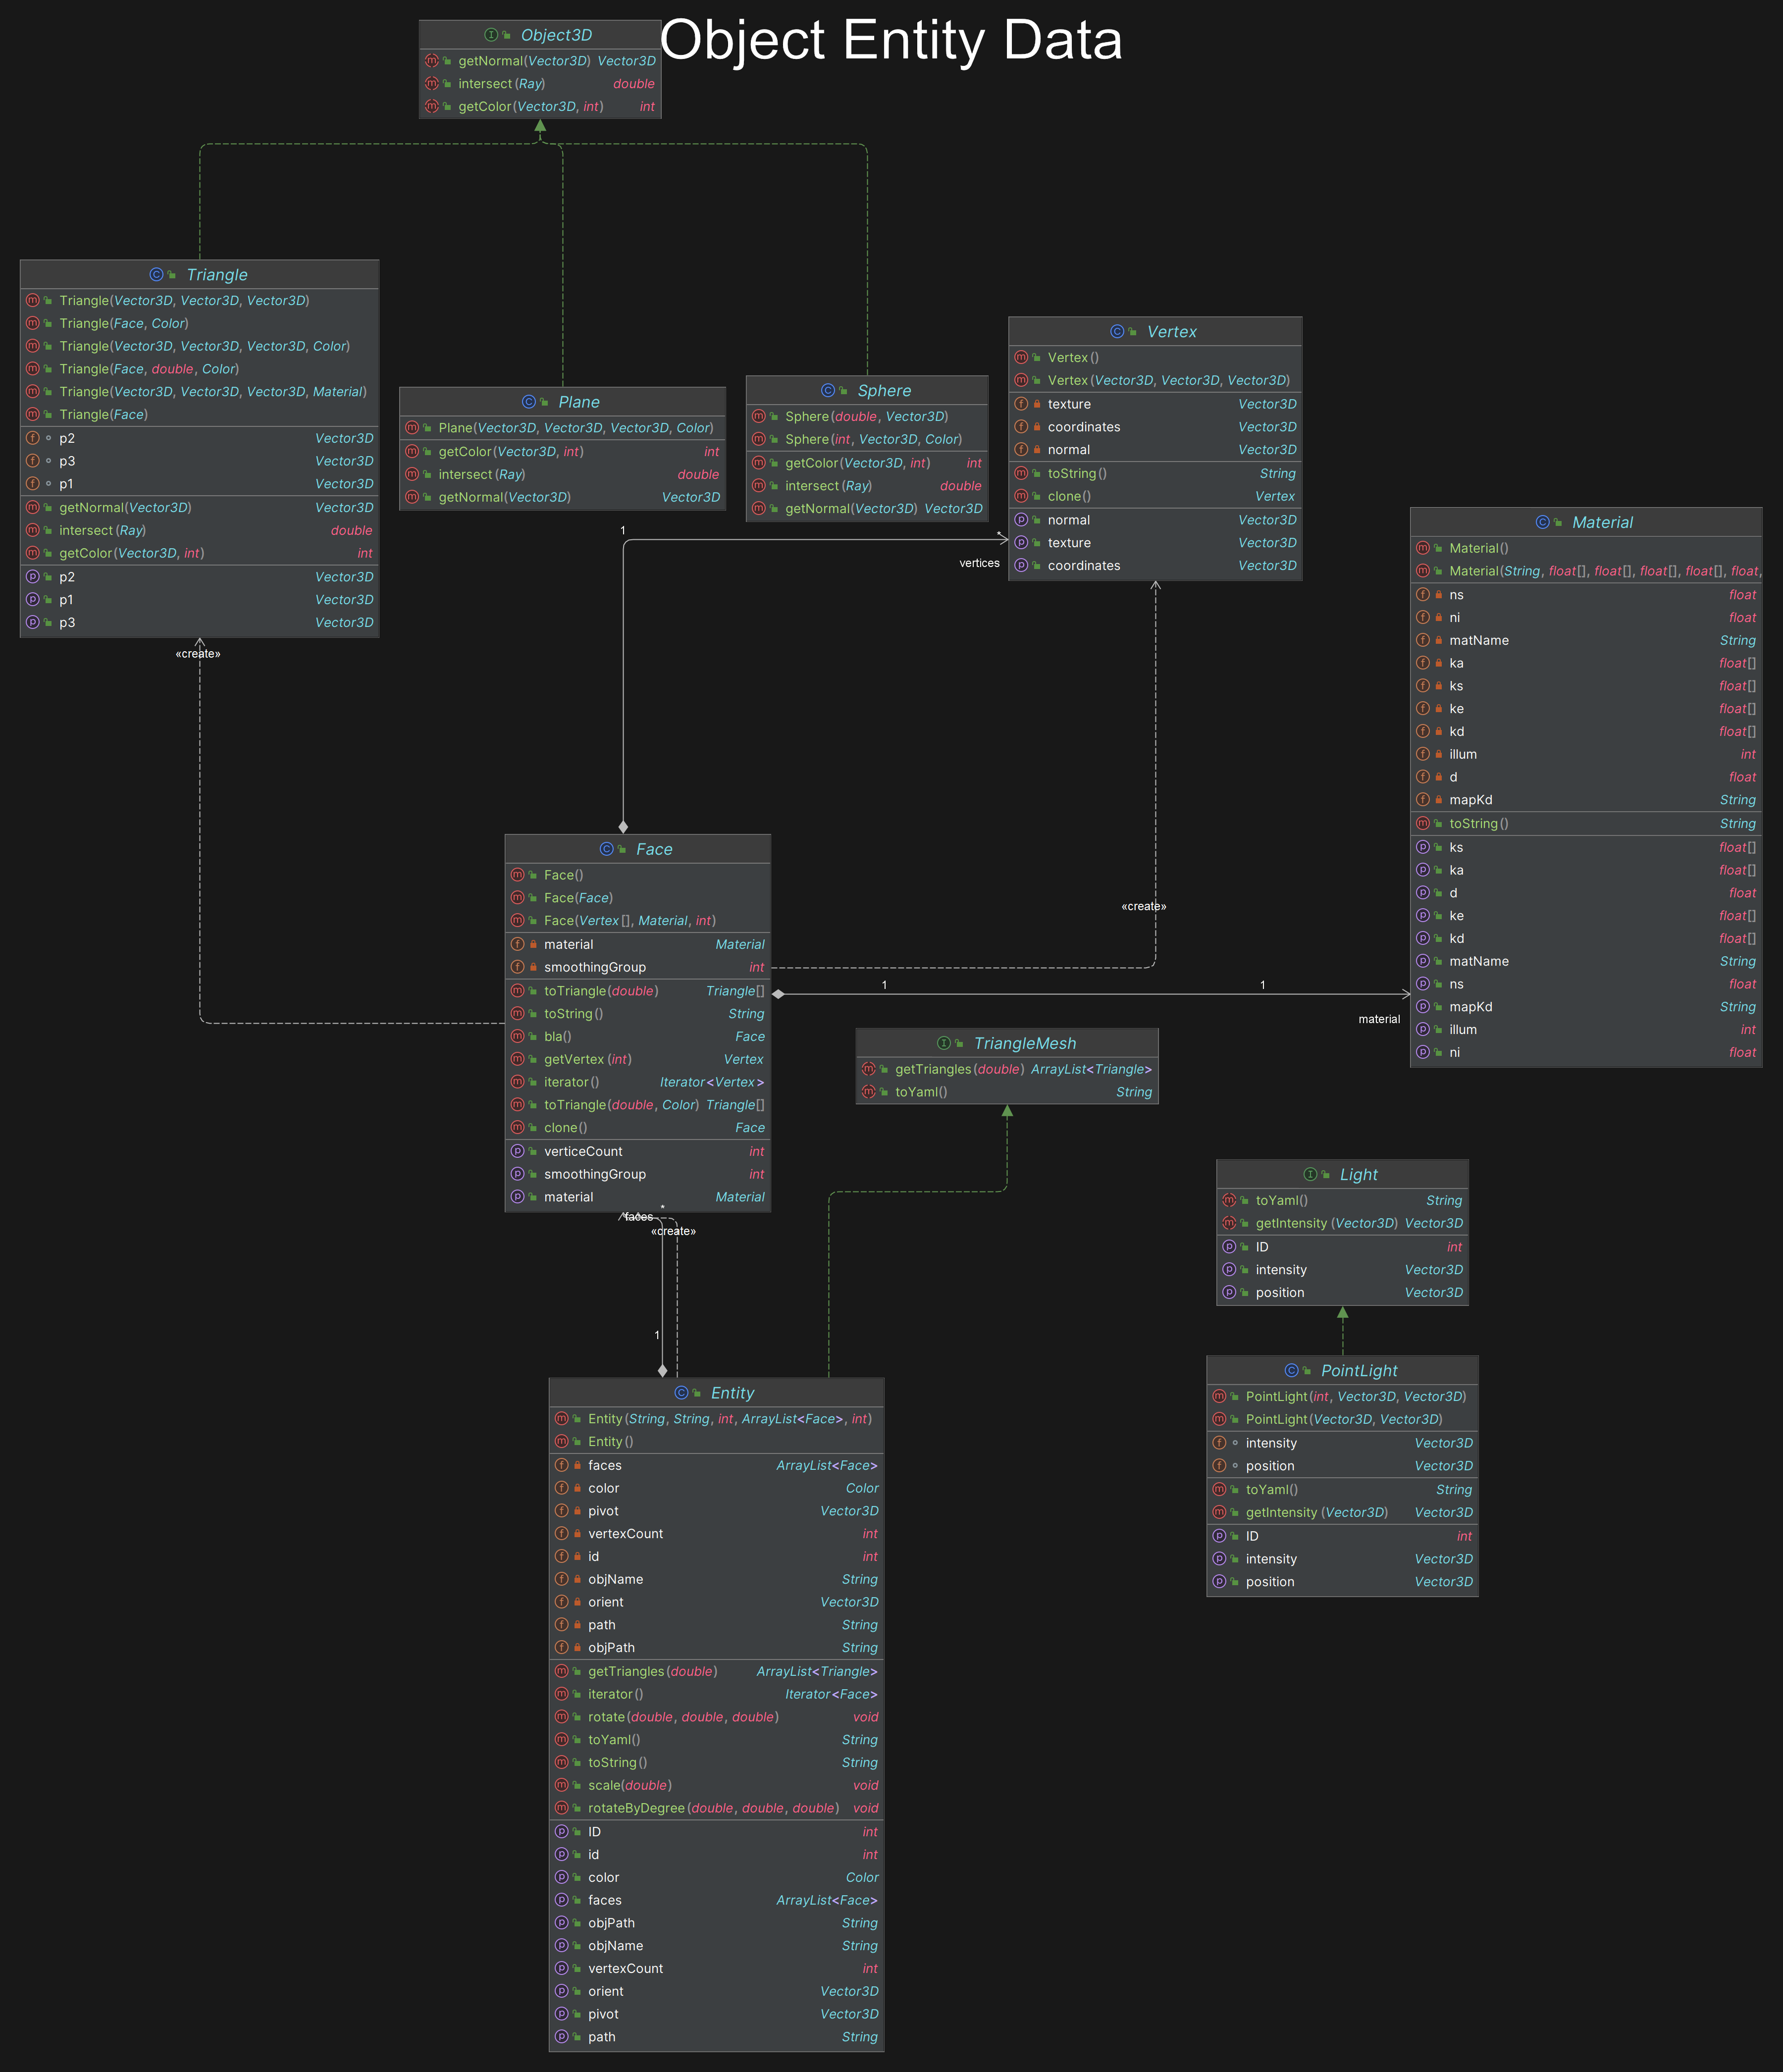 Object Entity Data
Object3D
getNormal(Vector3D) Vector3D
intersect(Ray) double
getColor(Vector3D, int) int
Triangle
Triangle(Vector3D, Vector3D, Vector3D)
Triangle(Face, Color)
Triangle(Vector3D, Vector3D, Vector3D, Color)
Triangle(Face, double, Color)
Triangle(Vector3D, Vector3D, Vector3D, Material)
Triangle(Face)
p2 Vector3D
p3 Vector3D
p1 Vector3D
getNormal(Vector3D) Vector3D
intersect(Ray) double
getColor(Vector3D, int) int
p2 Vector3D
p1 Vector3D
p3 Vector3D
«create»
Plane
Plane(Vector3D, Vector3D, Vector3D, Color)
getColor(Vector3D, int) int
intersect(Ray) double
getNormal(Vector3D) Vector3D
Sphere
Sphere(double, Vector3D)
Sphere(int, Vector3D, Color)
getColor(Vector3D, int) int
intersect(Ray) double
getNormal(Vector3D) Vector3D
Vertex
Vertex()
Vertex(Vector3D, Vector3D, Vector3D)
texture Vector3D
coordinates Vector3D
normal Vector3D
toString() String
clone() Vertex
normal Vector3D
texture Vector3D
coordinates Vector3D
1
*
vertices
Material
Material()
Material(String, float[], float[], float[], float[], float,
ns float
ni float
matName String
ka float[]
ks float[]
ke float[]
kd float[]
illum int
d float
mapKd String
toString() String
ks float[]
ka float[]
d float
ke float[]
kd float[]
matName String
ns float
mapKd String
illum int
ni float
Face
Face()
Face(Face)
Face(Vertex[], Material, int)
material Material
smoothingGroup int
toTriangle(double) Triangle[]
toString() String
bla() Face
getVertex(int) Vertex
iterator() Iterator<Vertex>
toTriangle(double, Color) Triangle[]
clone() Face
verticeCount int
smoothingGroup int
material Material
«create»
1
1
material
TriangleMesh
getTriangles(double) ArrayList<Triangle>
toYaml() String
Light
toYaml() String
getIntensity(Vector3D) Vector3D
ID int
intensity Vector3D
position Vector3D
*
faces
«create»
1
PointLight
PointLight(int, Vector3D, Vector3D)
PointLight(Vector3D, Vector3D)
intensity Vector3D
position Vector3D
toYaml() String
getIntensity(Vector3D) Vector3D
ID int
intensity Vector3D
position Vector3D
Entity
Entity(String, String, int, ArrayList<Face>, int)
Entity()
faces ArrayList<Face>
color Color
pivot Vector3D
vertexCount int
id int
objName String
orient Vector3D
path String
objPath String
getTriangles(double) ArrayList<Triangle>
iterator() Iterator<Face>
rotate(double, double, double) void
toYaml() String
toString() String
scale(double) void
rotateByDegree(double, double, double) void
ID int
id int
color Color
faces ArrayList<Face>
objPath String
objName String
vertexCount int
orient Vector3D
pivot Vector3D
path String